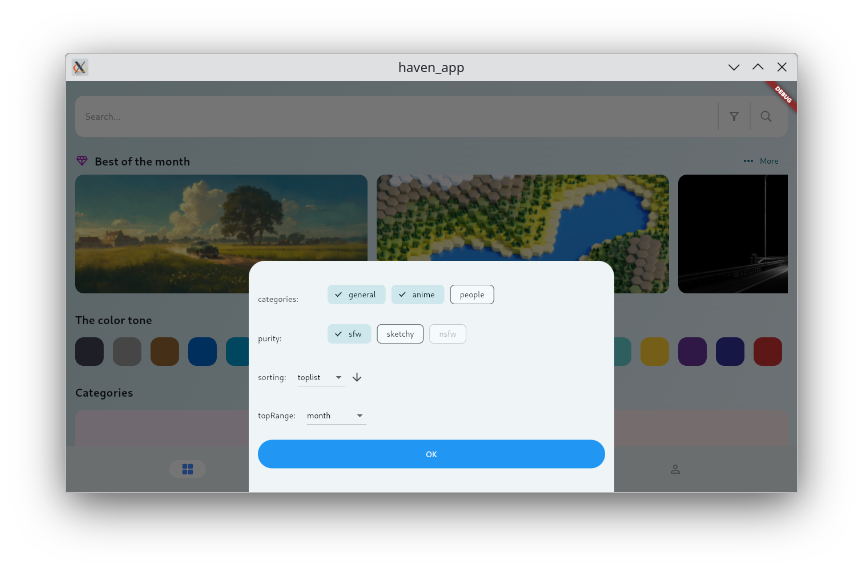 haven_app
DEBUG
Search...
Best of the month
••• More
categories: general anime people
The color tone
purity: sfw sketchy nsfw
sorting: toplist
Categories
topRange: month
OK